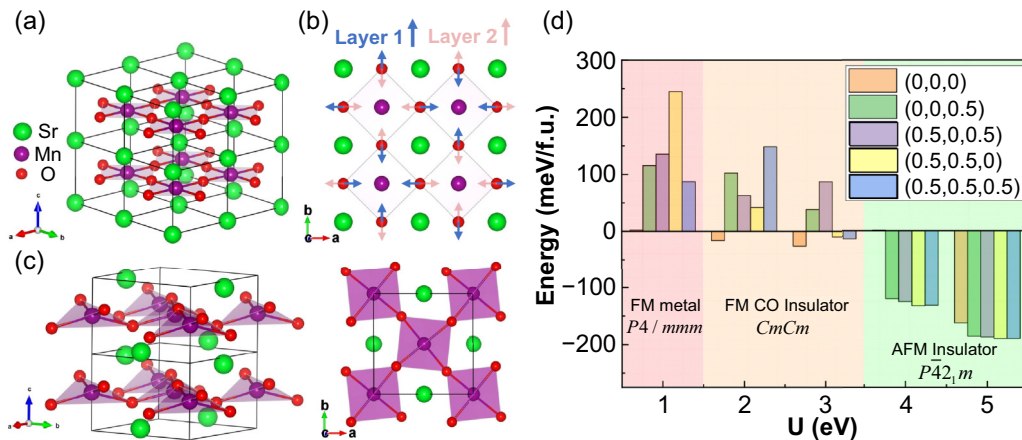 (a)
(b)
(d)
Layer 1 Layer 2
Sr
Mn
O
c
a
b
b
c
a
(c)
c
a
b
b
c
a
Energy (meV/f.u.)
300
200
100
0
−100
−200
(0,0,0)
(0,0,0.5)
(0.5,0,0.5)
(0.5,0.5,0)
(0.5,0.5,0.5)
FM metal
P4 / mmm
FM CO Insulator
CmCm
AFM Insulator
P4̅2₁m
1 2 3 4 5
U (eV)